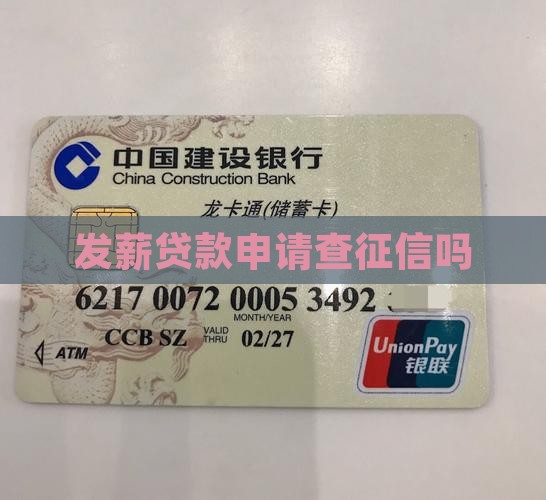 中国建设银行
China Construction Bank
龙卡通(储蓄卡)
发薪贷款申请查征信吗
6217 0072 0005 3492
MONTH/YEAR
CCB SZ VALID THRU 02/27
ATM
UnionPay
银联